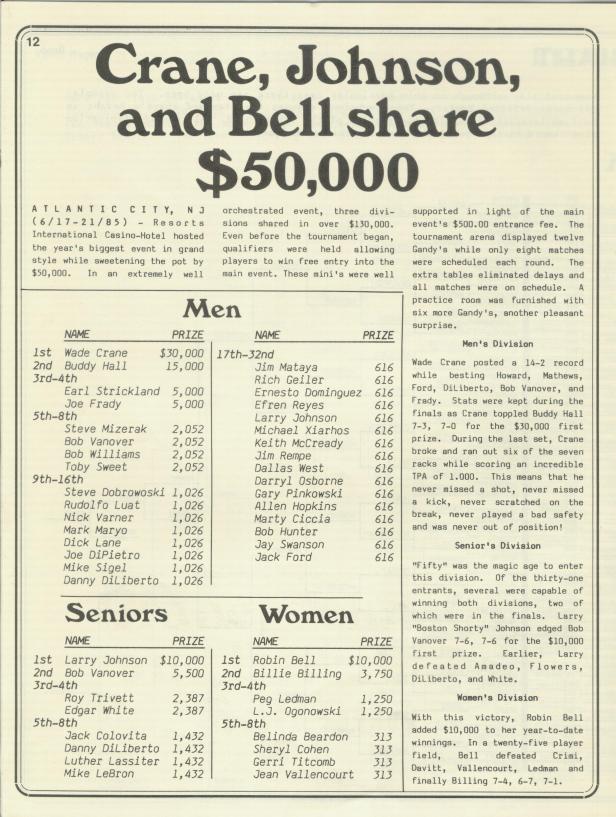 12
Crane, Johnson,
and Bell share
$50,000
ATLANTIC CITY, NJ
(6/17-21/85) - Resorts
International Casino-Hotel hosted
the year's biggest event in grand
style while sweetening the pot by
$50,000. In an extremely well
orchestrated event, three divi-
sions shared in over $130,000.
Even before the tournament began,
qualifiers were held allowing
players to win free entry into the
main event. These mini's were well
supported in light of the main
event's $500.00 entrance fee. The
tournament arena displayed twelve
Gandy's while only eight matches
were scheduled each round. The
extra tables eliminated delays and
all matches were on schedule. A
practice room was furnished with
six more Gandy's, another pleasant
surprise.
Men
NAME PRIZE
1st Wade Crane $30,000
2nd Buddy Hall 15,000
3rd-4th
Earl Strickland 5,000
Joe Frady 5,000
5th-8th
Steve Mizerak 2,052
Bob Vanover 2,052
Bob Williams 2,052
Toby Sweet 2,052
9th-16th
Steve Dobrowoski 1,026
Rudolfo Luat 1,026
Nick Varner 1,026
Mark Maryo 1,026
Dick Lane 1,026
Joe DiPietro 1,026
Mike Sigel 1,026
Danny DiLiberto 1,026
NAME PRIZE
17th-32nd
Jim Mataya 616
Rich Geiler 616
Ernesto Dominguez 616
Efren Reyes 616
Larry Johnson 616
Michael Xiarhos 616
Keith McCready 616
Jim Rempe 616
Dallas West 616
Darryl Osborne 616
Gary Pinkowski 616
Allen Hopkins 616
Marty Ciccia 616
Bob Hunter 616
Jay Swanson 616
Jack Ford 616
Seniors
NAME PRIZE
1st Larry Johnson $10,000
2nd Bob Vanover 5,500
3rd-4th
Roy Trivett 2,387
Edgar White 2,387
5th-8th
Jack Colovita 1,432
Danny DiLiberto 1,432
Luther Lassiter 1,432
Mike LeBron 1,432
Women
NAME PRIZE
1st Robin Bell $10,000
2nd Billie Billing 3,750
3rd-4th
Peg Ledman 1,250
L.J. Ogonowski 1,250
5th-8th
Belinda Beardon 313
Sheryl Cohen 313
Gerri Titcomb 313
Jean Vallencourt 313
Men's Division
Wade Crane posted a 14-2 record
while besting Howard, Mathews,
Ford, DiLiberto, Bob Vanover, and
Frady. Stats were kept during the
finals as Crane toppled Buddy Hall
7-3, 7-0 for the $30,000 first
prize. During the last set, Crane
broke and ran out six of the seven
racks while scoring an incredible
TPA of 1.000. This means that he
never missed a shot, never missed
a kick, never scratched on the
break, never played a bad safety
and was never out of position!
Senior's Division
"Fifty" was the magic age to enter
this division. Of the thirty-one
entrants, several were capable of
winning both divisions, two of
which were in the finals. Larry
"Boston Shorty" Johnson edged Bob
Vanover 7-6, 7-6 for the $10,000
first prize. Earlier, Larry
defeated Amadeo, Flowers,
DiLiberto, and White.
Women's Division
With this victory, Robin Bell
added $10,000 to her year-to-date
winnings. In a twenty-five player
field, Bell defeated Crimi,
Davitt, Vallencourt, Ledman and
finally Billing 7-4, 6-7, 7-1.